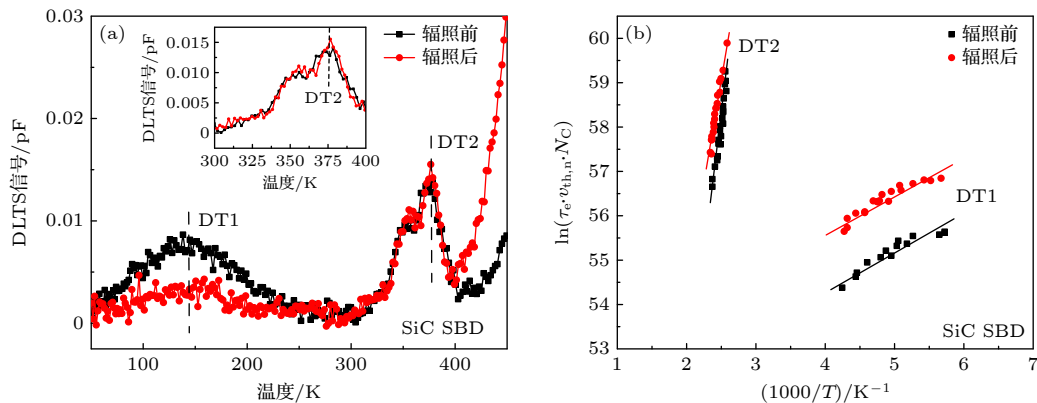 (a)
辐照前
辐照后
DLTS信号/pF
0.03
0.02
0.01
0
DLTS信号/pF
0.015
0.010
0.005
0
300
325
350
375
400
温度/K
DT2
DT1
DT2
SiC SBD
100
200
300
400
温度/K
(b)
辐照前
辐照后
ln(τe·vth,n·NC)
60
59
58
57
56
55
54
53
DT2
DT1
SiC SBD
1
2
3
4
5
6
7
(1000/T)/K−1